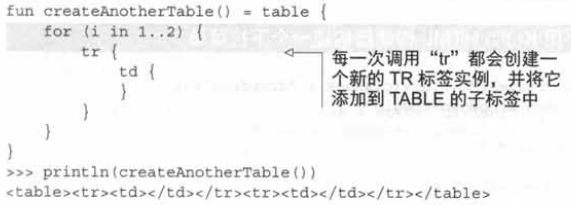 fun createAnotherTable() = table {
    for (i in 1..2) {
        tr {
            td {
            }
        }
    }
}
每一次调用“tr”都会创建一
个新的 TR 标签实例，并将它
添加到 TABLE 的子标签中
>>> println(createAnotherTable())
<table><tr><td></td></tr><tr><td></td></tr></table>